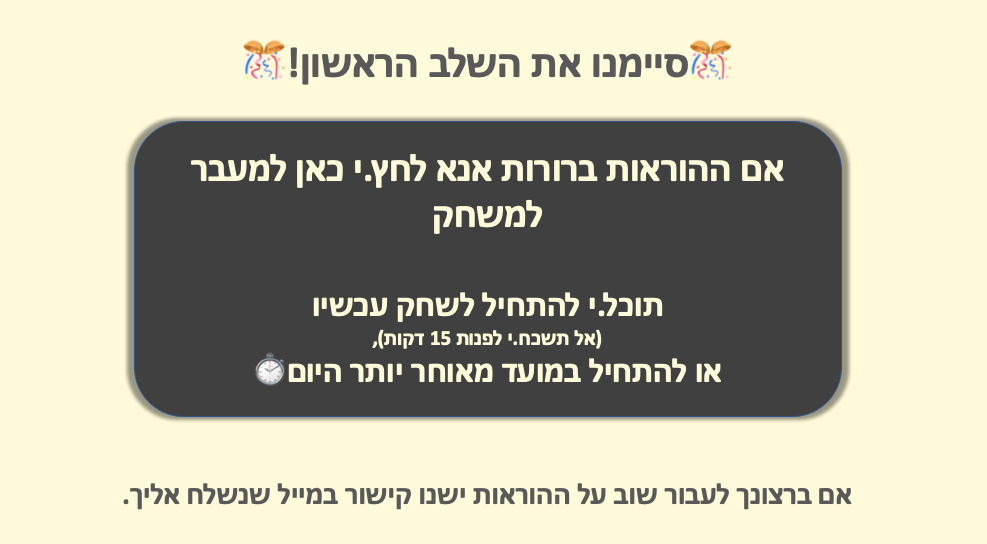 🎊סיימנו את השלב הראשון!🎊
אם ההוראות ברורות אנא לחץ.י כאן למעבר
למשחק
תוכל.י להתחיל לשחק עכשיו
(אל תשכח.י לפנות 15 דקות),
או להתחיל במועד מאוחר יותר היום⏱️
אם ברצונך לעבור שוב על ההוראות ישנו קישור במייל שנשלח אליך.